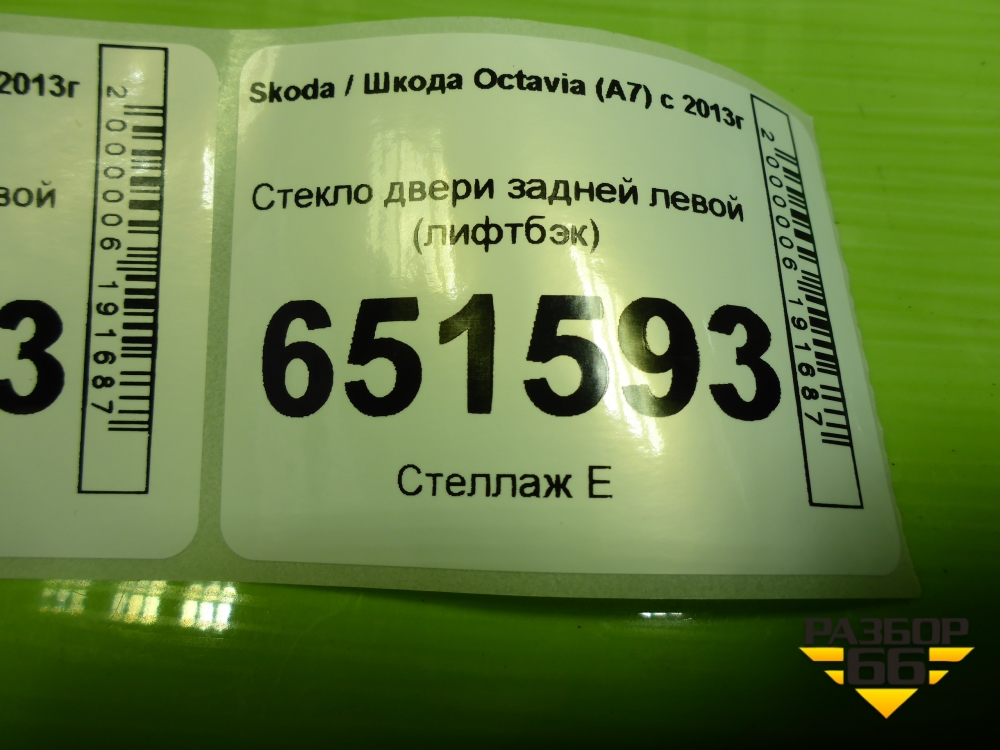 2013г
вой
3
2000006191687
Skoda / Шкода Octavia (A7) с 2013г
Стекло двери задней левой
(лифтбэк)
651593
Стеллаж Е
2000006191687
РАЗБОР
66